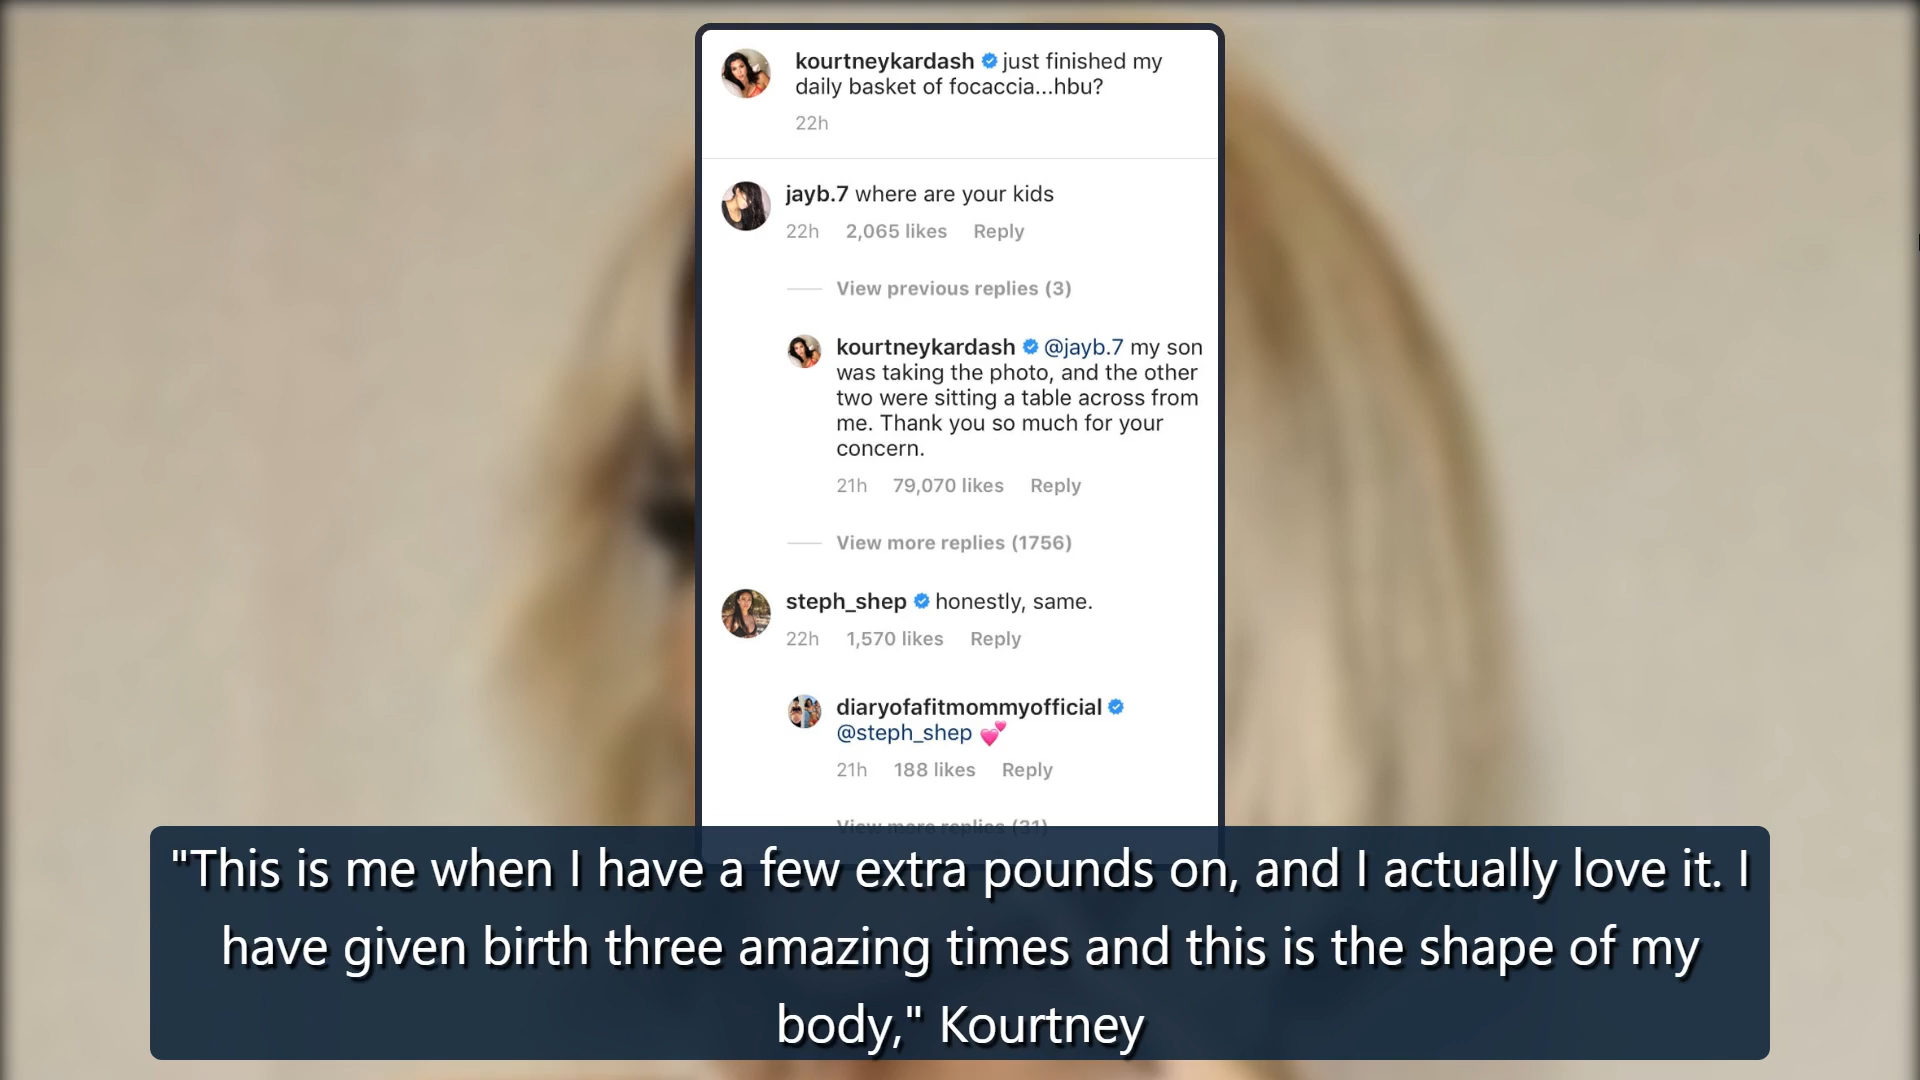 kourtneykardash just finished my
daily basket of focaccia...hbu?
22h
jayb.7 where are your kids
22h 2,065 likes Reply
View previous replies (3)
kourtneykardash @jayb.7 my son
was taking the photo, and the other
two were sitting a table across from
me. Thank you so much for your
concern.
21h 79,070 likes Reply
View more replies (1756)
steph_shep honestly, same.
22h 1,570 likes Reply
diaryofafitmommyofficial
@steph_shep 💕
21h 188 likes Reply
View more replies (31)
"This is me when I have a few extra pounds on, and I actually love it. I
have given birth three amazing times and this is the shape of my
body," Kourtney